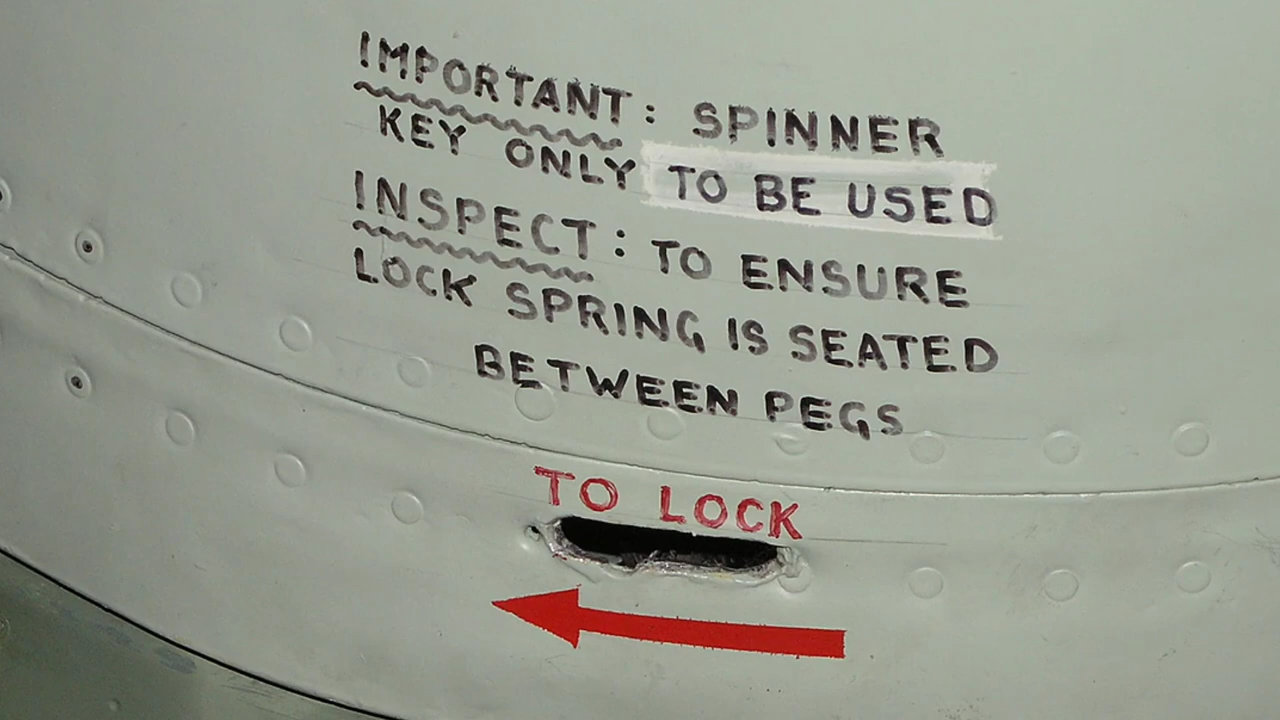 IMPORTANT: SPINNER
KEY ONLY TO BE USED
INSPECT: TO ENSURE
LOCK SPRING IS SEATED
BETWEEN PEGS
TO LOCK